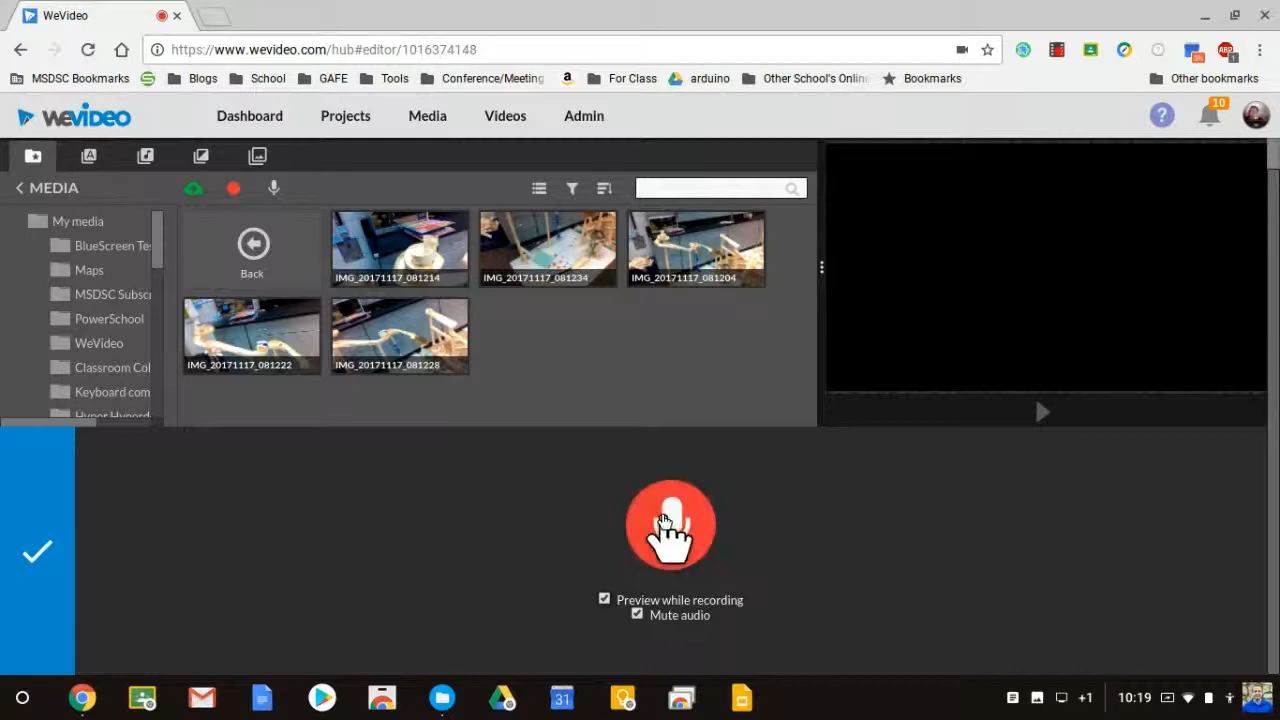 WeVideo
https://www.wevideo.com/hub#editor/1016374148
MSDSC Bookmarks
Blogs
School
GAFE
Tools
Conference/Meeting
For Class
arduino
Other School's Onlin
Bookmarks
Other bookmarks
WEVIDEO
Dashboard
Projects
Media
Videos
Admin
?
10
MEDIA
My media
BlueScreen Te
Maps
MSDSC Subscr
PowerSchool
WeVideo
Classroom Col
Keyboard com
Hyper Hyperd
Back
IMG_20171117_081214
IMG_20171117_081234
IMG_20171117_081204
IMG_20171117_081222
IMG_20171117_081228
Preview while recording
Mute audio
31
+1
10:19